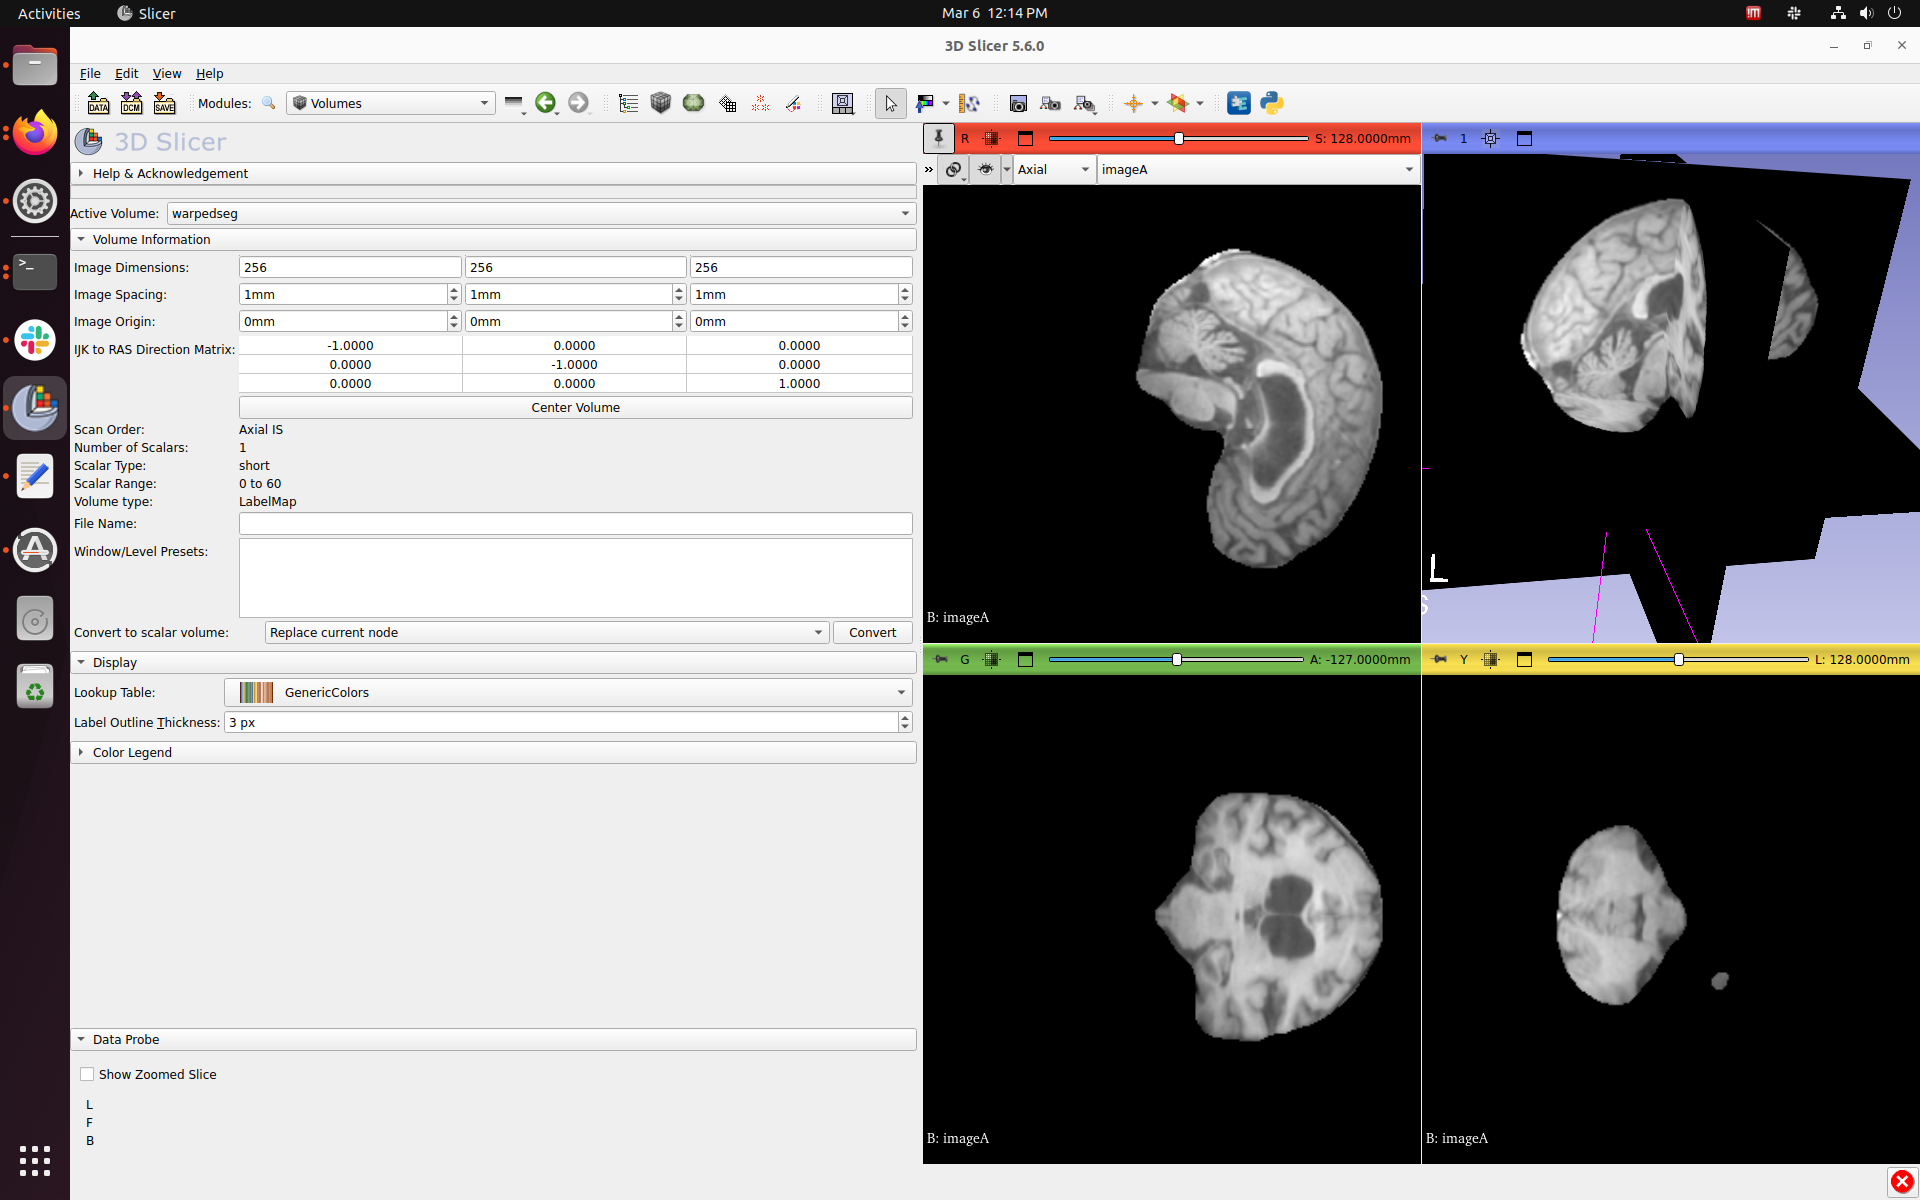 Activities Slicer Mar 6 12:14 PM
3D Slicer 5.6.0
File Edit View Help
DATA DCM SAVE Modules: Volumes
3D Slicer
R S: 128.0000mm
1
Help & Acknowledgement
» Axial imageA
Active Volume: warpedseg
Volume Information
Image Dimensions: 256 256 256
Image Spacing: 1mm 1mm 1mm
Image Origin: 0mm 0mm 0mm
IJK to RAS Direction Matrix: -1.0000 0.0000 0.0000
0.0000 -1.0000 0.0000
0.0000 0.0000 1.0000
Center Volume
Scan Order: Axial IS
Number of Scalars: 1
Scalar Type: short
Scalar Range: 0 to 60
Volume type: LabelMap
File Name:
Window/Level Presets:
L
S
B: imageA
Convert to scalar volume: Replace current node Convert
Display
G A: -127.0000mm
Y L: 128.0000mm
Lookup Table: GenericColors
Label Outline Thickness: 3 px
Color Legend
Data Probe
Show Zoomed Slice
L
F
B
B: imageA
B: imageA